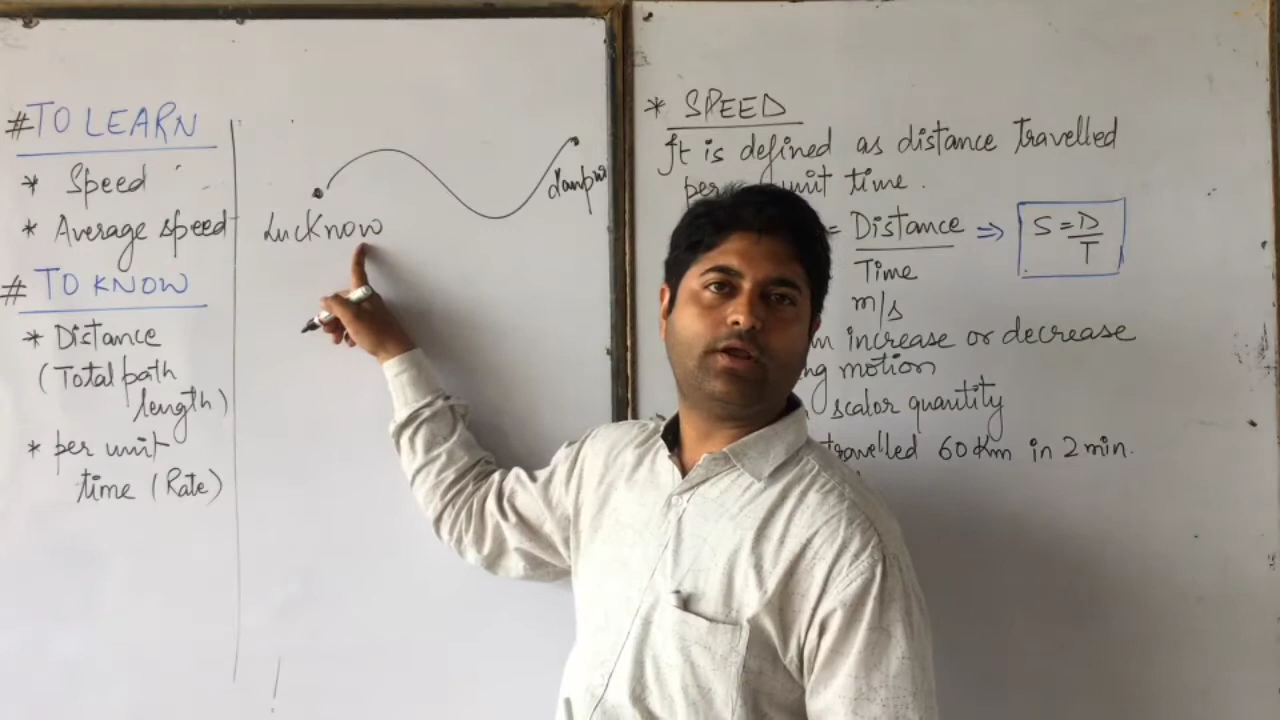 #TO LEARN
* Speed
* Average speed
# TO KNOW
* Distance
(Total path
length)
* per unit
time (Rate)
Lucknow
* SPEED
It is defined as distance travelled
per unit time.
= Distance ⇒ S = D
Time T
m/s
increase or decrease
motion
scalor quantity
travelled 60 Km in 2 min.